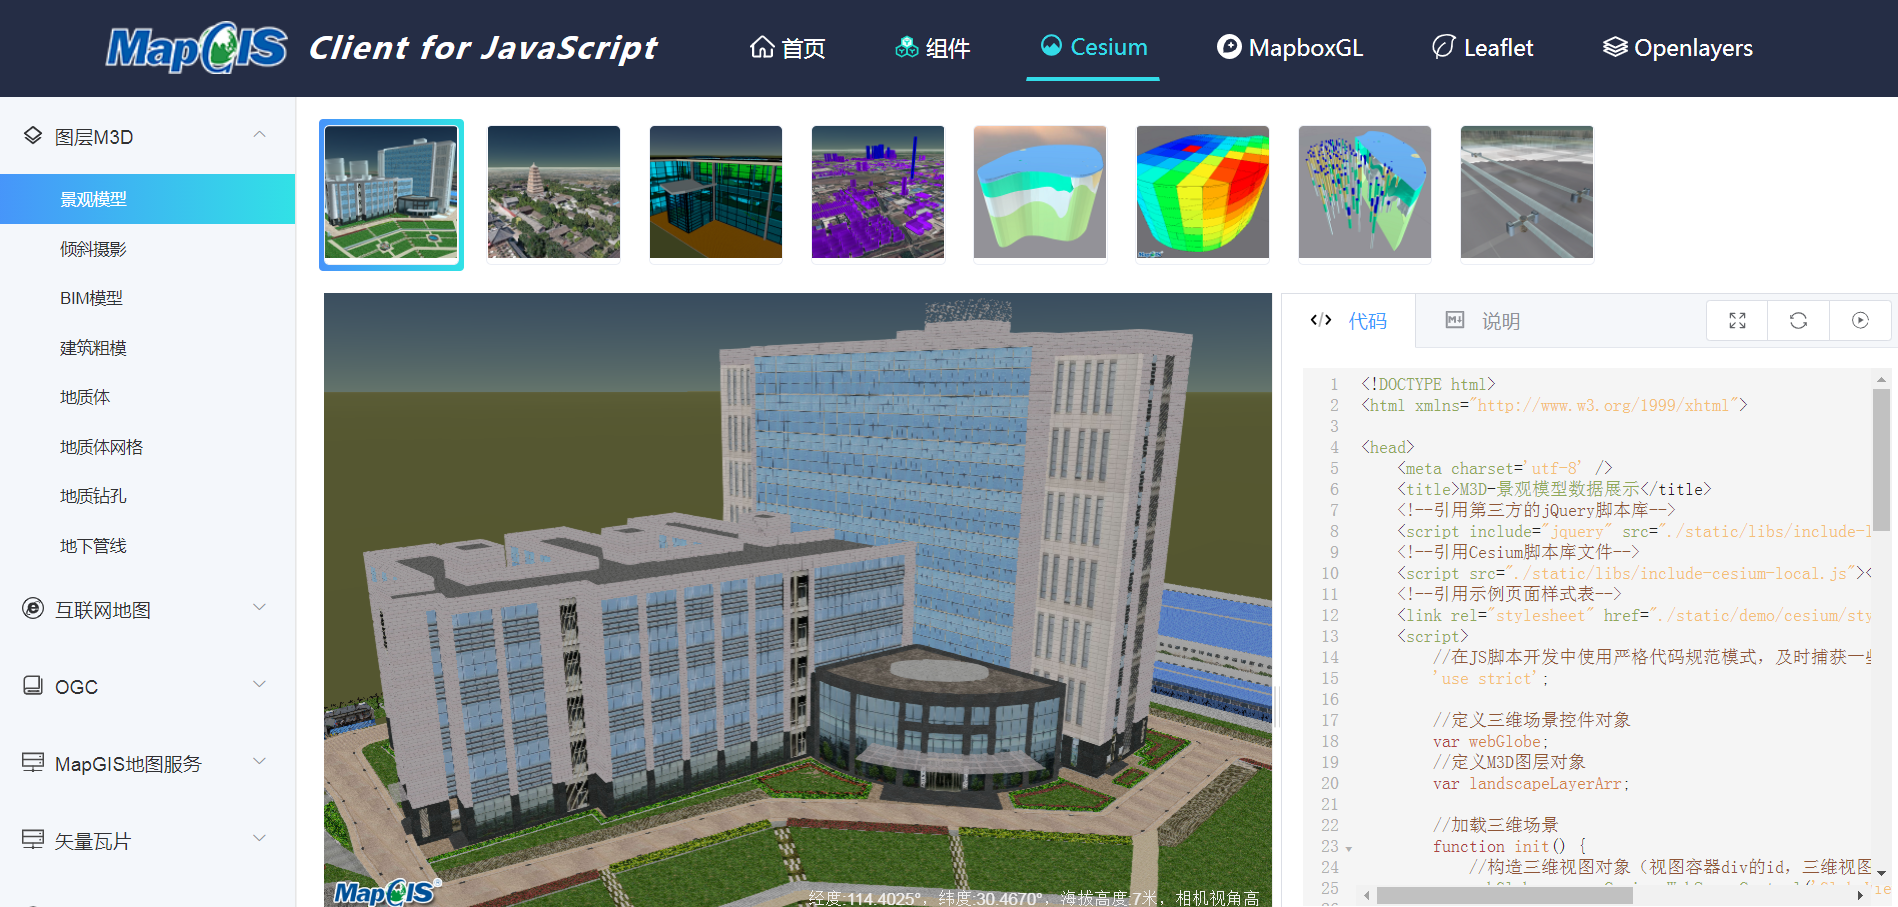 MapGIS Client for JavaScript
首页
组件
Cesium
MapboxGL
Leaflet
Openlayers
图层M3D
景观模型
倾斜摄影
BIM模型
建筑粗模
地质体
地质体网格
地质钻孔
地下管线
互联网地图
OGC
MapGIS地图服务
矢量瓦片
MapGIS®
经度:114.4025°, 纬度:30.4670°, 海拔高度:7米, 相机视角高
代码
说明
1 <!DOCTYPE html>
2 <html xmlns="http://www.w3.org/1999/xhtml">
3
4 <head>
5 <meta charset='utf-8' />
6 <title>M3D-景观模型数据展示</title>
7 <!--引用第三方的jQuery脚本库-->
8 <script include="jquery" src="./static/libs/include-l
9 <!--引用Cesium脚本库文件-->
10 <script src="./static/libs/include-cesium-local.js"><
11 <!--引用示例页面样式表-->
12 <link rel="stylesheet" href="./static/demo/cesium/sty
13 <script>
14 //在JS脚本开发中使用严格代码规范模式，及时捕获一些
15 'use strict';
16
17 //定义三维场景控件对象
18 var webGlobe;
19 //定义M3D图层对象
20 var landscapeLayerArr;
21
22 //加载三维场景
23 function init() {
24 //构造三维视图对象（视图容器div的id，三维视图
25